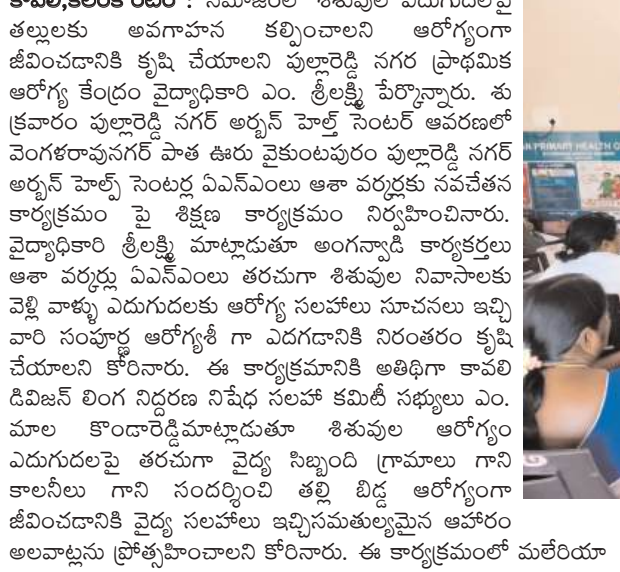 కావలి,కలంకేకరం : సమాజంలో శిశువుల ఎదుగుదలపై
తల్లులకు అవగాహన కల్పించాలని ఆరోగ్యంగా
జీవించడానికి కృషి చేయాలని పుల్లారెడ్డి నగర ప్రాథమిక
ఆరోగ్య కేంద్రం వైద్యాధికారి ఎం. శ్రీలక్ష్మి పేర్కొన్నారు. శు
క్రవారం పుల్లారెడ్డి నగర్ అర్బన్ హెల్త్ సెంటర్ ఆవరణలో
వెంగళరావునగర్ పాత ఊరు వైకుంటపురం పుల్లారెడ్డి నగర్
అర్బన్ హెల్ప్ సెంటర్ల ఏఎన్ఎంలు ఆశా వర్కర్లకు నవచేతన
కార్యక్రమం పై శిక్షణ కార్యక్రమం నిర్వహించినారు.
వైద్యాధికారి శ్రీలక్ష్మి మాట్లాడుతూ అంగన్వాడి కార్యకర్తలు
ఆశా వర్కర్లు ఏఎన్ఎంలు తరచుగా శిశువుల నివాసాలకు
వెళ్లి వాళ్ళు ఎదుగుదలకు ఆరోగ్య సలహాలు సూచనలు ఇచ్చి
వారి సంపూర్ణ ఆరోగ్యశీ గా ఎదగడానికి నిరంతరం కృషి
చేయాలని కోరినారు. ఈ కార్యక్రమానికి అతిథిగా కావలి
డివిజన్ లింగ నిద్దరణ నిషేధ సలహా కమిటీ సభ్యులు ఎం.
మాల కొండారెడ్డిమాట్లాడుతూ శిశువుల ఆరోగ్యం
ఎదుగుదలపై తరచుగా వైద్య సిబ్బంది గ్రామాలు గాని
కాలనీలు గాని సందర్శించి తల్లి బిడ్డ ఆరోగ్యంగా
జీవించడానికి వైద్య సలహాలు ఇచ్చిసమతుల్యమైన ఆహారం
అలవాట్లను ప్రోత్సహించాలని కోరినారు. ఈ కార్యక్రమంలో మలేరియా
PRIMARY HEALTH